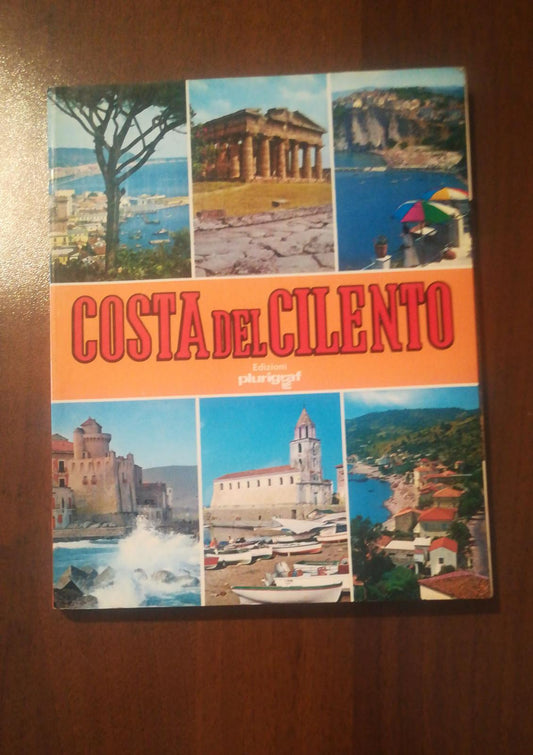 COSTA DEL CILENTO
Edizioni
plurigraf